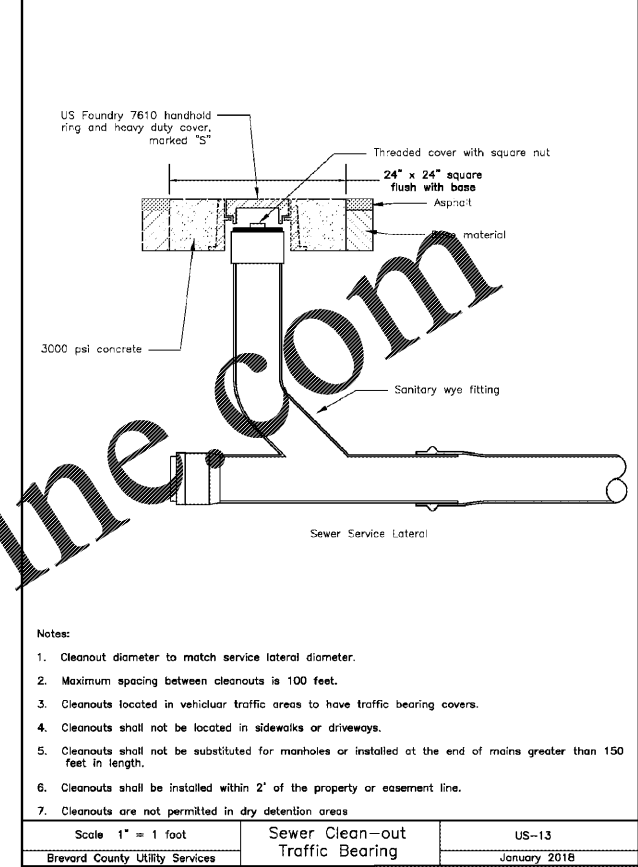 US Foundry 7610 handhold
ring and heavy duty cover,
marked "S"
Threaded cover with square nut
24" x 24" square
flush with base
Asphalt
material
3000 psi concrete
Sanitary wye fitting
ine com
Sewer Service Lateral
Notes:
1. Cleanout diameter to match service lateral diameter.
2. Maximum spacing between cleanouts is 100 feet.
3. Cleanouts located in vehicluar traffic areas to have traffic bearing covers.
4. Cleanouts shall not be located in sidewalks or driveways.
5. Cleanouts shall not be substituted for manholes or installed at the end of mains greater than 150
feet in length.
6. Cleanouts shall be installed within 2' of the property or easement line.
7. Cleanouts are not permitted in dry detention areas
Scale 1" = 1 foot
Brevard County Utility Services
Sewer Clean-out
Traffic Bearing
US-13
January 2018